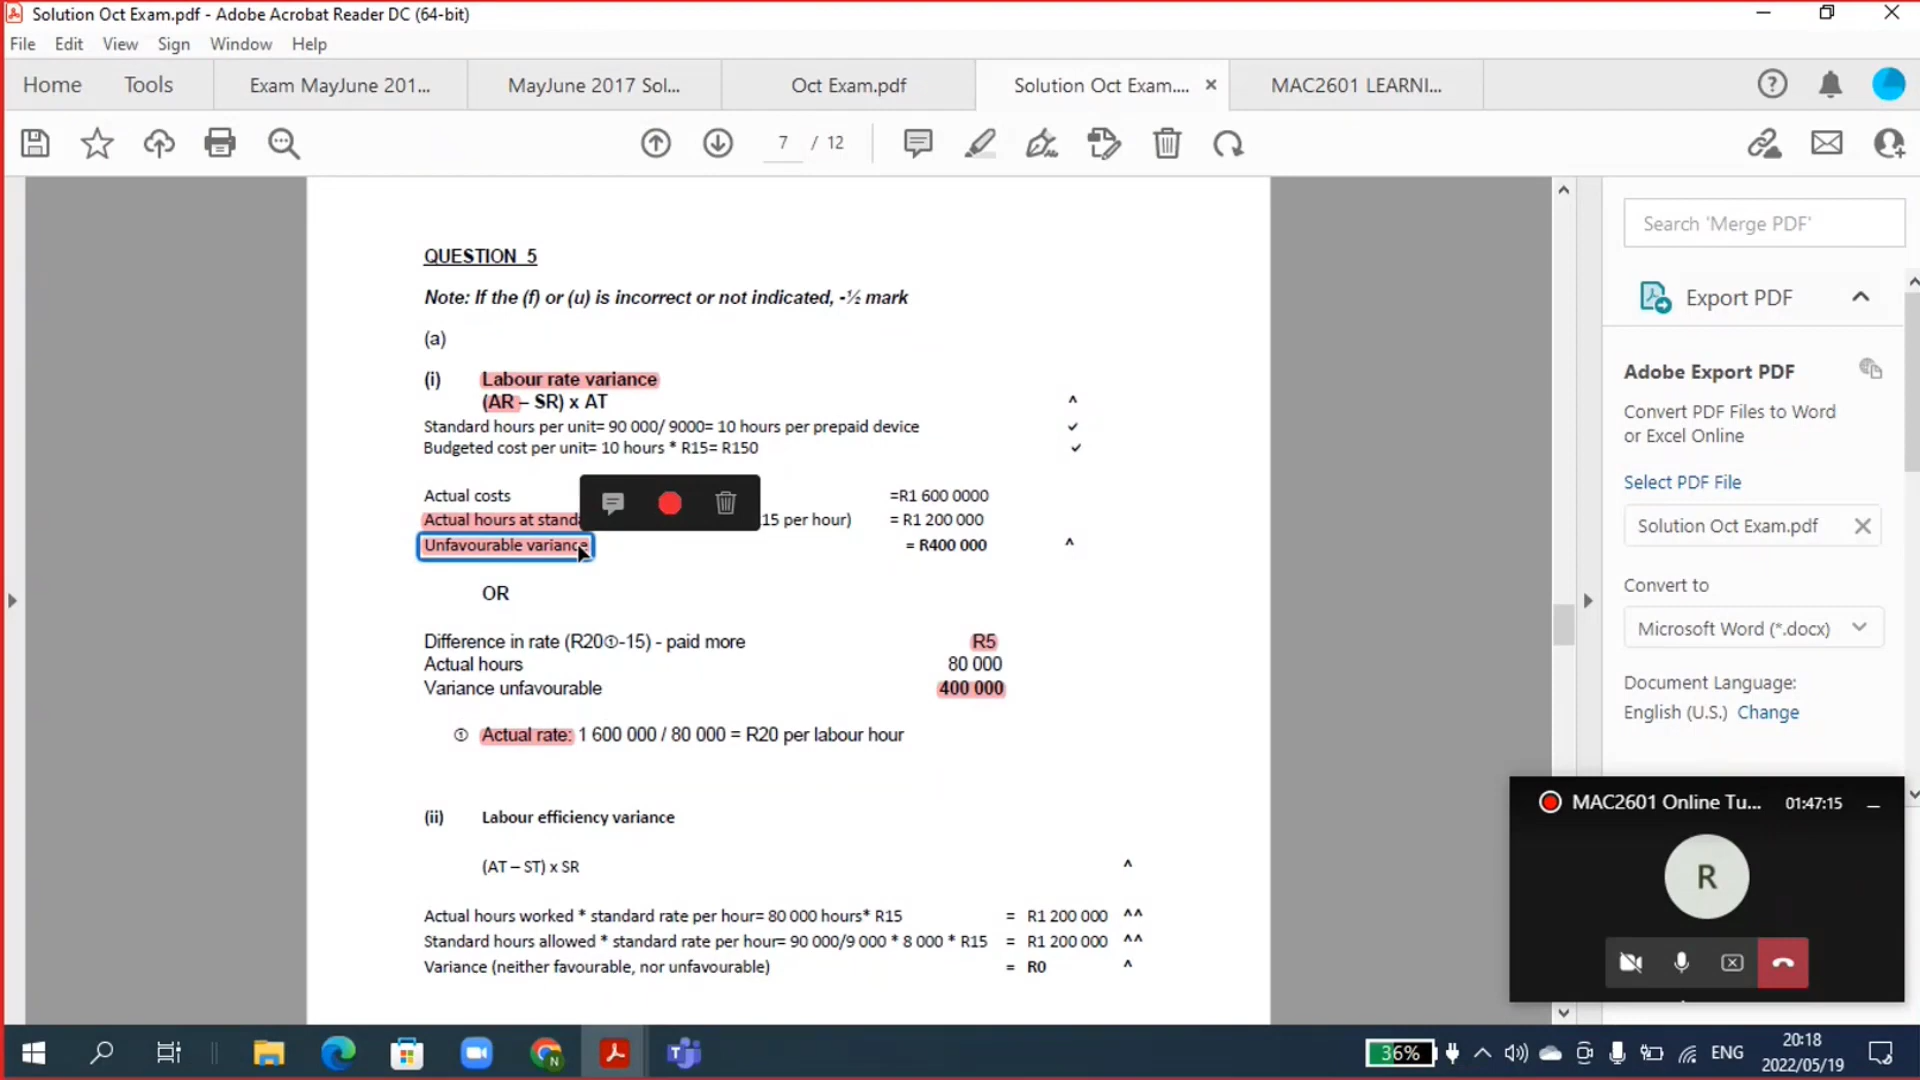 Solution Oct Exam.pdf - Adobe Acrobat Reader DC (64-bit)
File Edit View Sign Window Help
Home Tools Exam MayJune 201... MayJune 2017 Sol... Oct Exam.pdf Solution Oct Exam.... MAC2601 LEARNI...
7 / 12
QUESTION 5
Note: If the (f) or (u) is incorrect or not indicated, -½ mark
(a)
(i) Labour rate variance
(AR – SR) x AT ^
Standard hours per unit= 90 000/ 9000= 10 hours per prepaid device ✓
Budgeted cost per unit= 10 hours * R15= R150 ✓
Actual costs =R1 600 0000
Actual hours at stand 15 per hour) = R1 200 000
Unfavourable variance = R400 000 ^
OR
Difference in rate (R20①-15) - paid more R5
Actual hours 80 000
Variance unfavourable 400 000
① Actual rate: 1 600 000 / 80 000 = R20 per labour hour
(ii) Labour efficiency variance
(AT – ST) x SR ^
Actual hours worked * standard rate per hour= 80 000 hours* R15 = R1 200 000 ^^
Standard hours allowed * standard rate per hour= 90 000/9 000 * 8 000 * R15 = R1 200 000 ^^
Variance (neither favourable, nor unfavourable) = R0 ^
Search 'Merge PDF'
Export PDF
Adobe Export PDF
Convert PDF Files to Word
or Excel Online
Select PDF File
Solution Oct Exam.pdf
Convert to
Microsoft Word (*.docx)
Document Language:
English (U.S.) Change
MAC2601 Online Tu... 01:47:15
R
36% ENG 20:18
2022/05/19